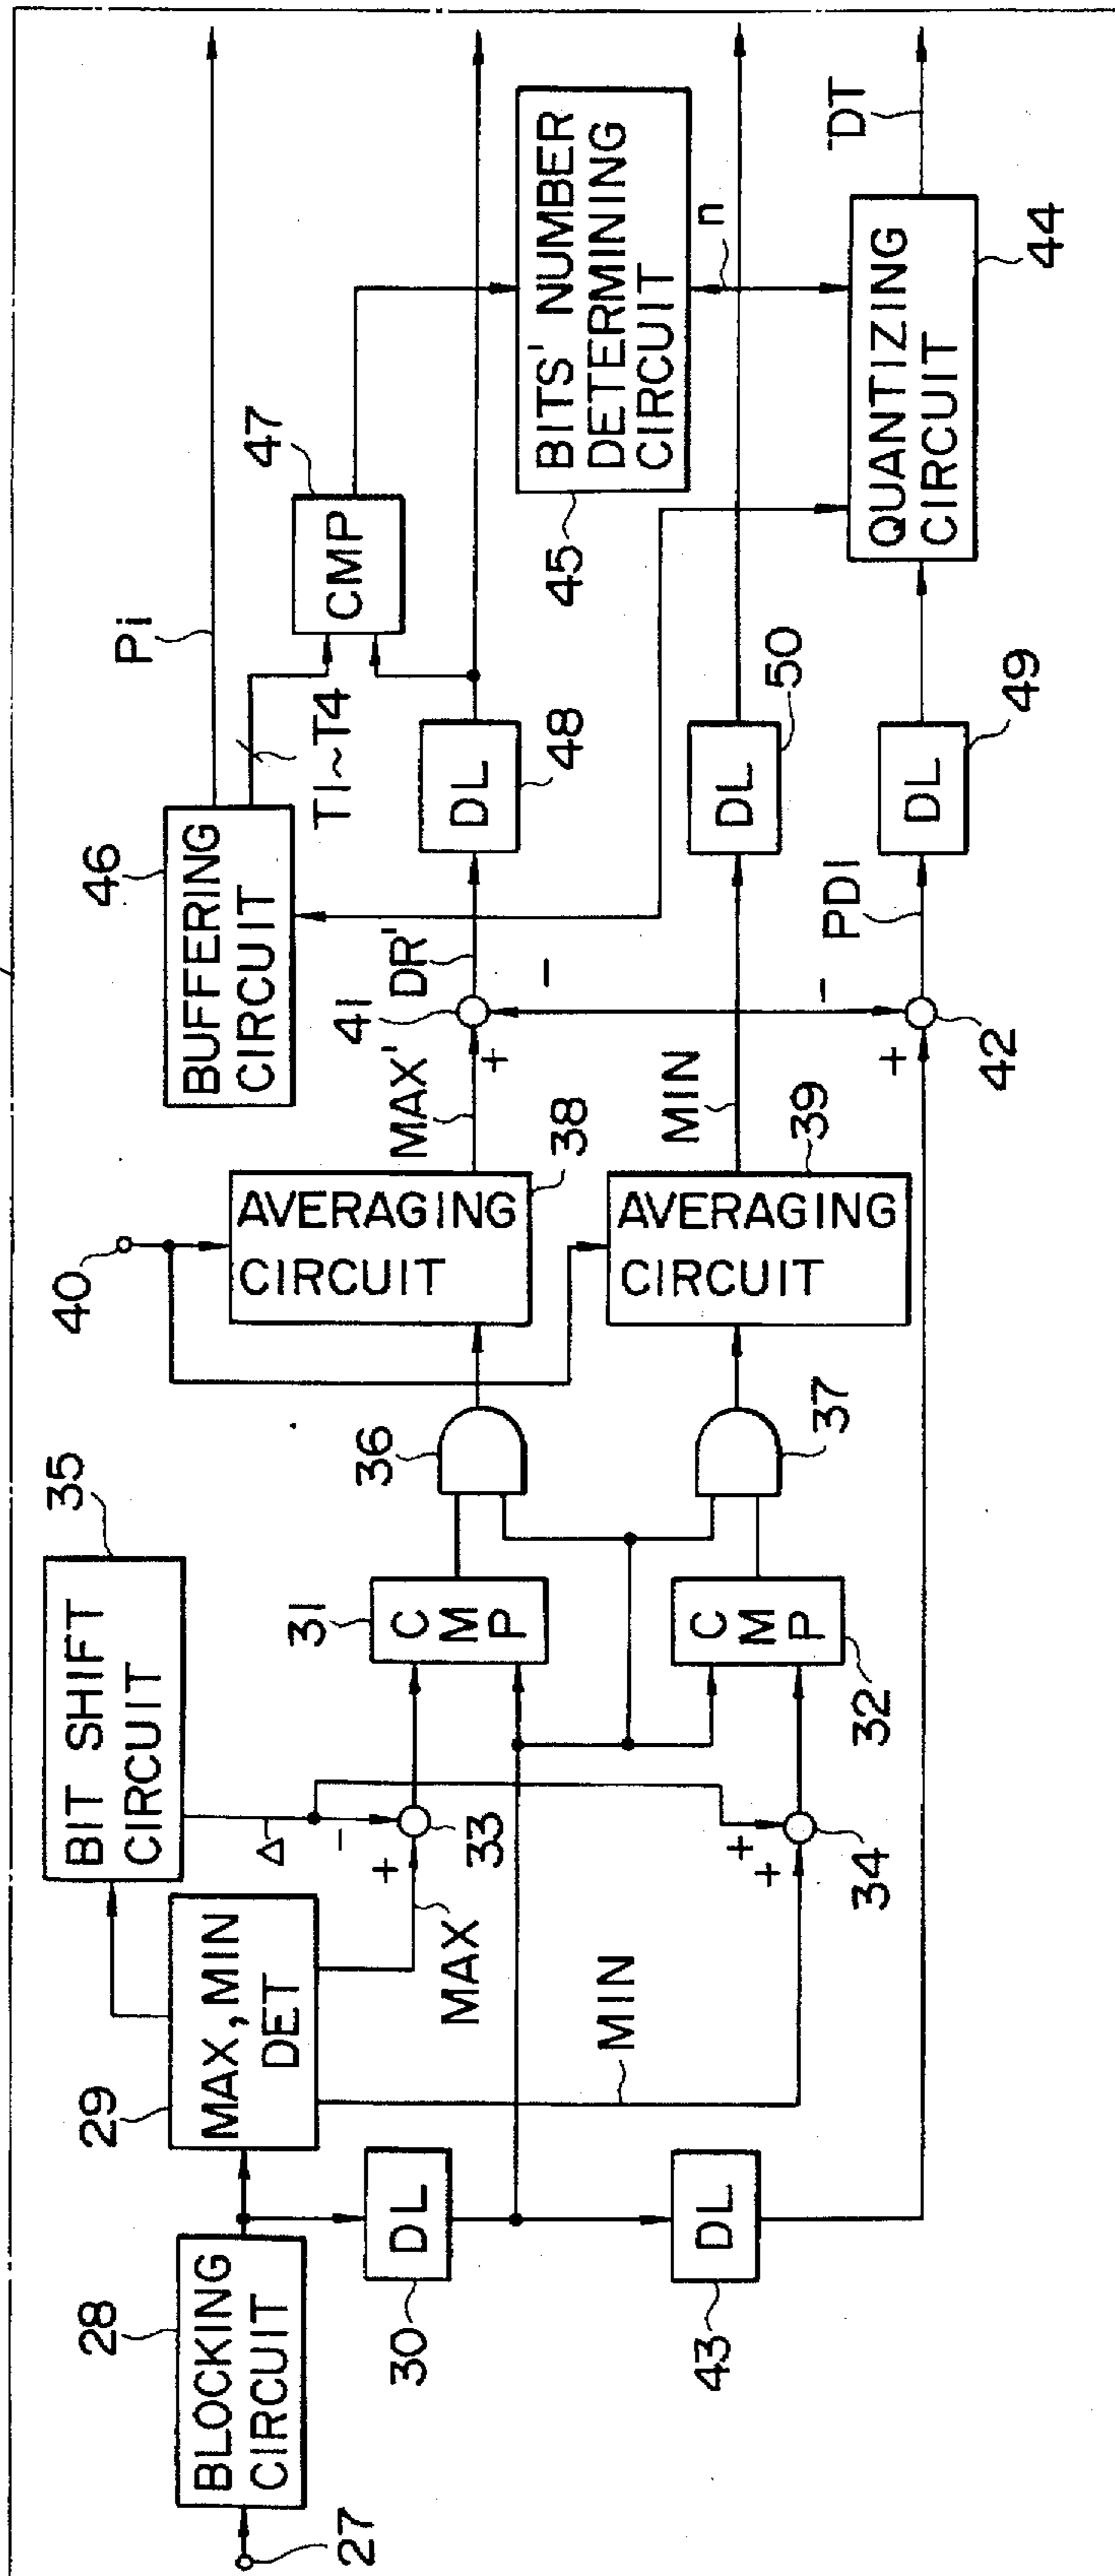 27
28
BLOCKING
CIRCUIT
29
MAX, MIN
DET
35
BIT SHIFT
CIRCUIT
Δ
-
+
33
MAX
MIN
30
DL
43
DL
31
CMP
32
CMP
+
+
34
36
37
40
AVERAGING
CIRCUIT
38
AVERAGING
CIRCUIT
39
MAX'
+
41
-
DR'
MIN
-
+
42
PDI
46
BUFFERING
CIRCUIT
Pi
T1~T4
47
CMP
DL
48
DL
50
DL
49
45
BITS' NUMBER
DETERMINING
CIRCUIT
n
QUANTIZING
CIRCUIT
44
DT